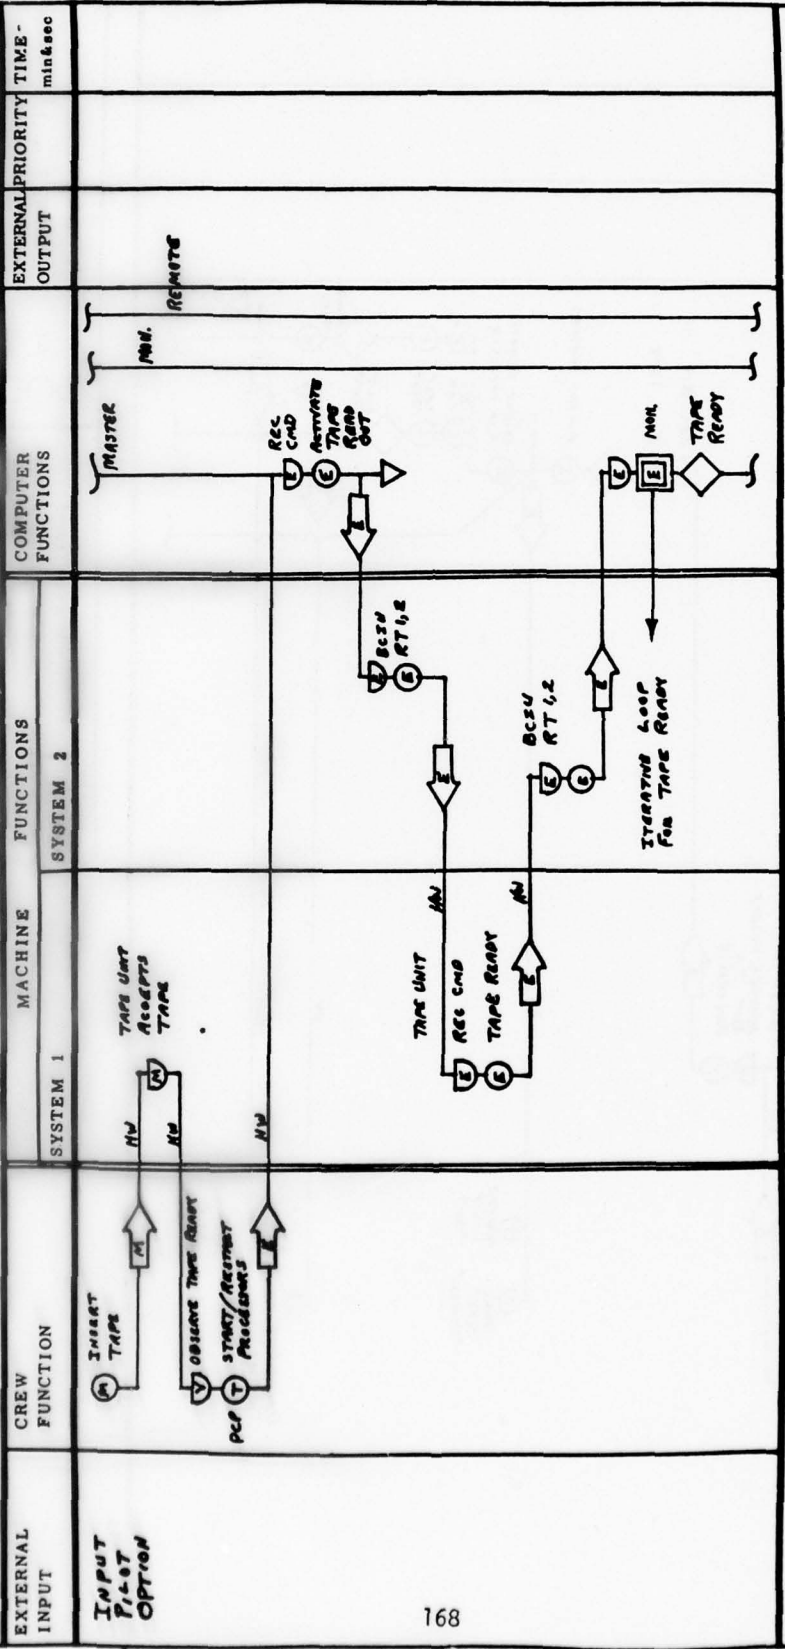 EXTERNAL
INPUT
CREW
FUNCTION
MACHINE FUNCTIONS
SYSTEM 1
SYSTEM 2
COMPUTER
FUNCTIONS
EXTERNAL
OUTPUT
PRIORITY
TIME-
min&sec
INPUT
PILOT
OPTION
M
INSERT
TAPE
M
HW
TAPE UNIT
ACCEPTS
TAPE
M
HW
V
OBSERVE TAPE READY
PCP
T
START/RESTART
PROCESSORS
E
HW
MASTER
MON.
REMOTE
E
REC
CMD
E
ACTIVATE
TAPE
READ
OUT
E
E
BCIU
RT 1,2
E
E
HW
TAPE UNIT
E
REC CMD
E
TAPE READY
E
HW
BCIU
RT 1,2
E
E
E
E
E
MON.
TAPE
READY
ITERATIVE LOOP
FOR TAPE READY
168